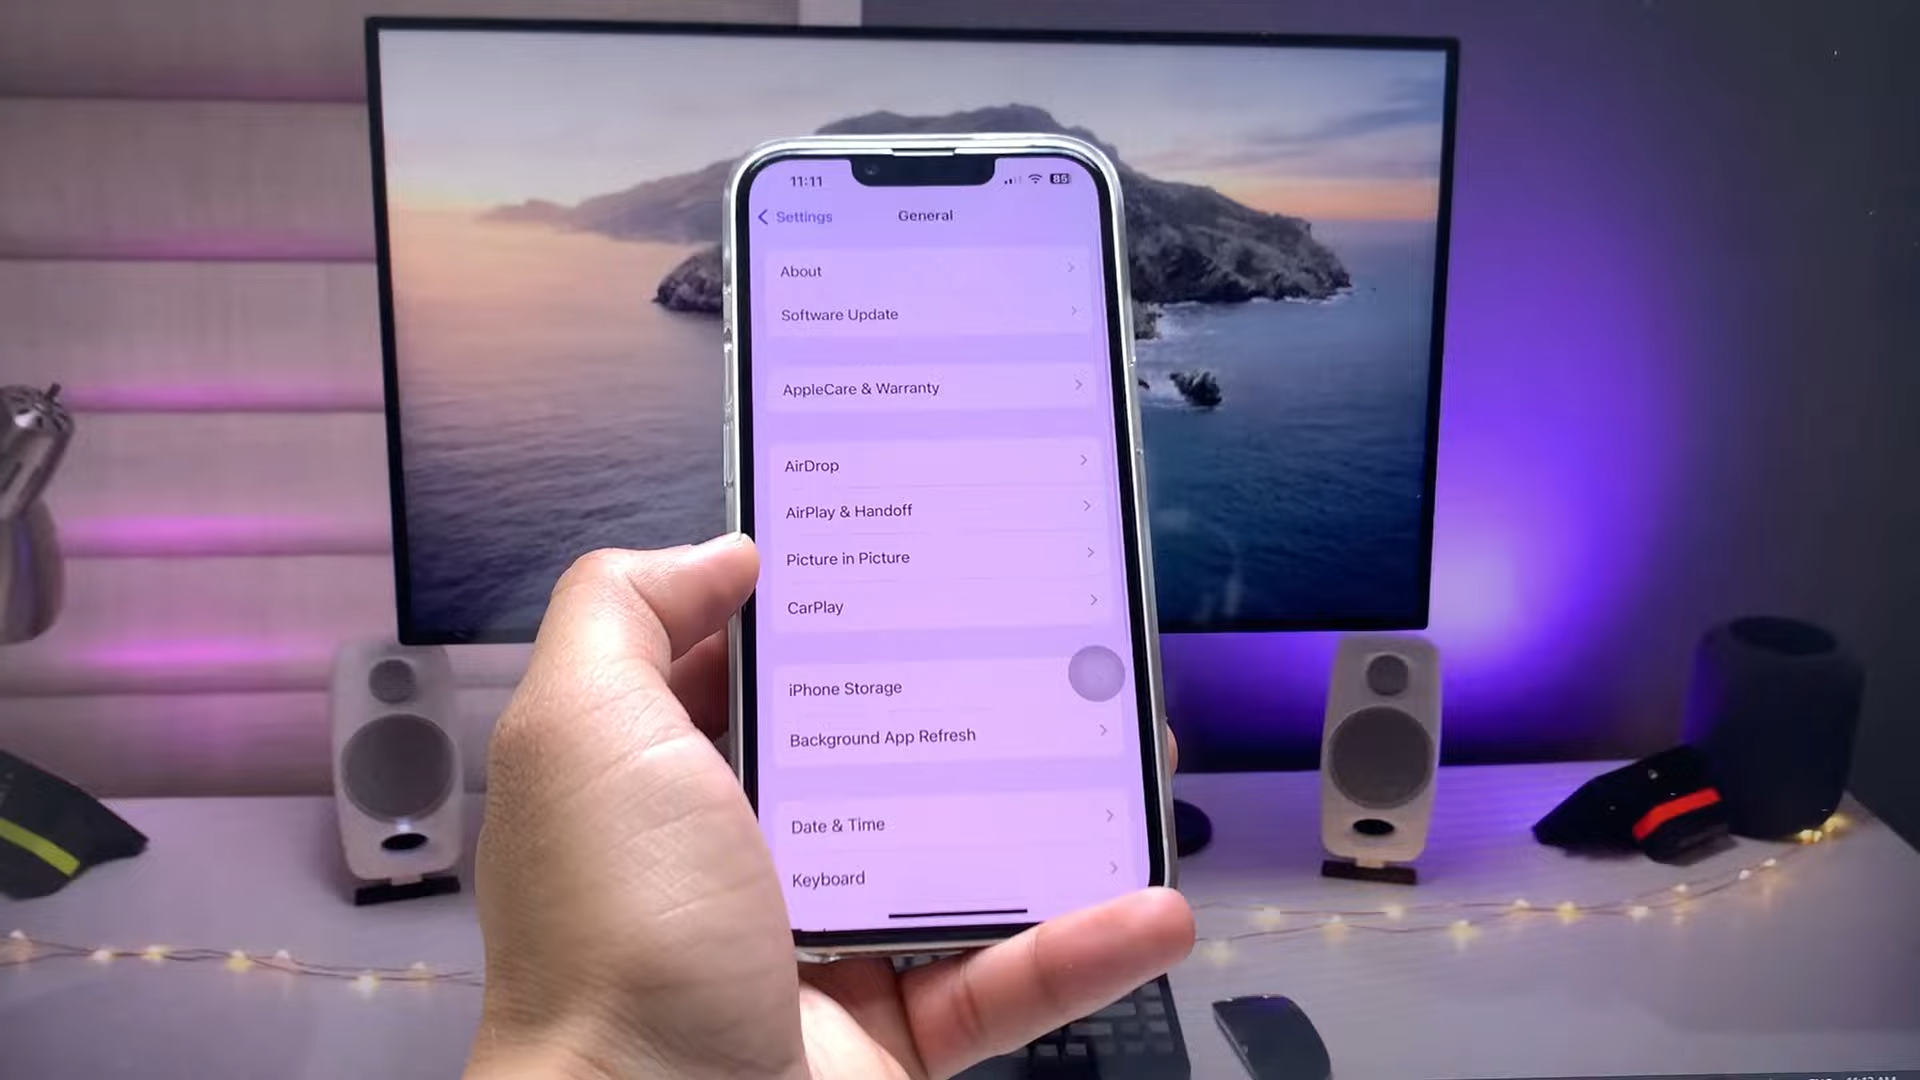 11:11
85
Settings
General
About
Software Update
AppleCare & Warranty
AirDrop
AirPlay & Handoff
Picture in Picture
CarPlay
iPhone Storage
Background App Refresh
Date & Time
Keyboard